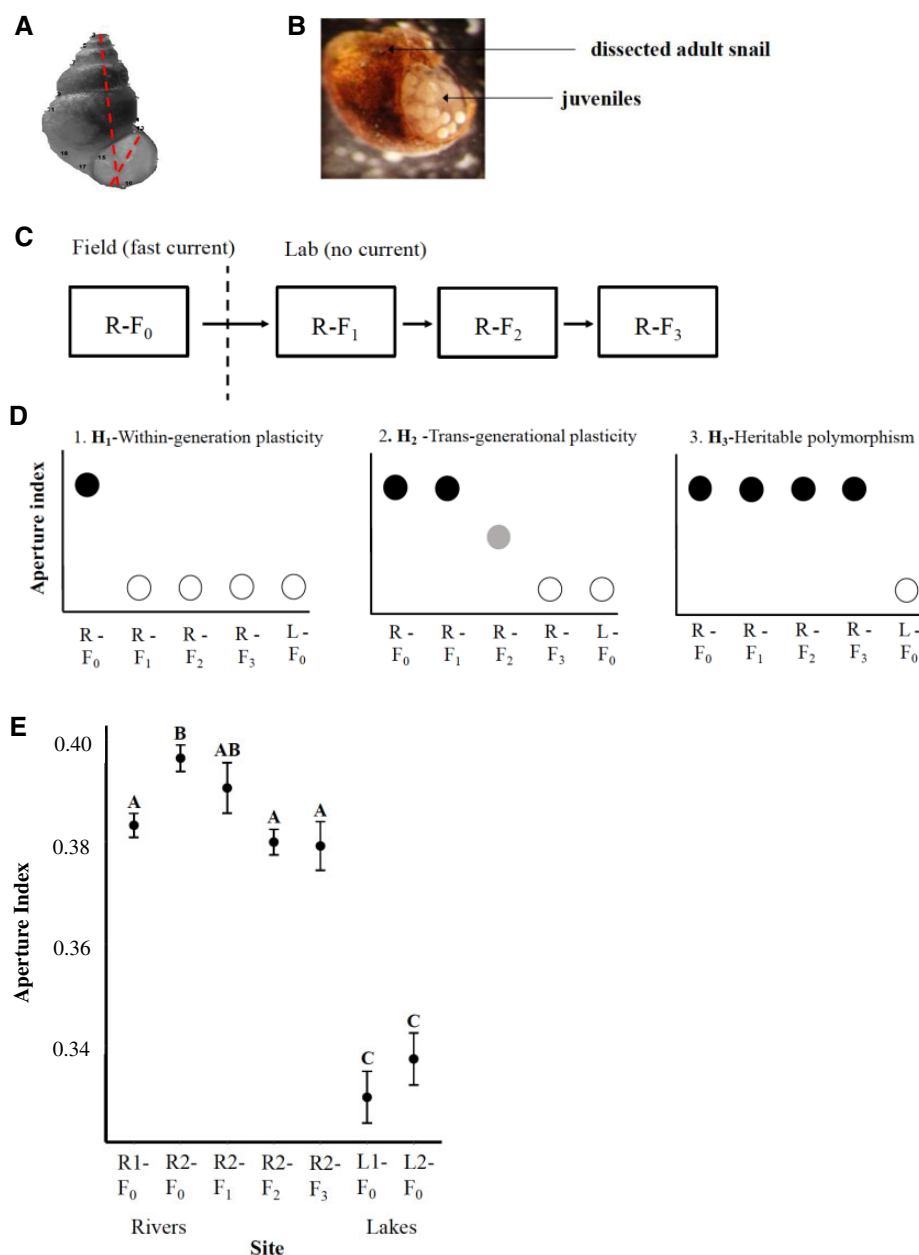 A
B
dissected adult snail
juveniles
C
Field (fast current)
Lab (no current)
R-F0
R-F1
R-F2
R-F3
D
1. H1-Within-generation plasticity
2. H2 -Trans-generational plasticity
3. H3-Heritable polymorphism
Aperture index
R - R - R - R - L -
F0 F1 F2 F3 F0
R - R - R - R - L -
F0 F1 F2 F3 F0
R - R - R - R - L -
F0 F1 F2 F3 F0
E
Aperture Index
0.40
0.38
0.36
0.34
A
B
AB
A
A
C
C
R1- R2- R2- R2- R2- L1- L2-
F0 F0 F1 F2 F3 F0 F0
Rivers
Lakes
Site